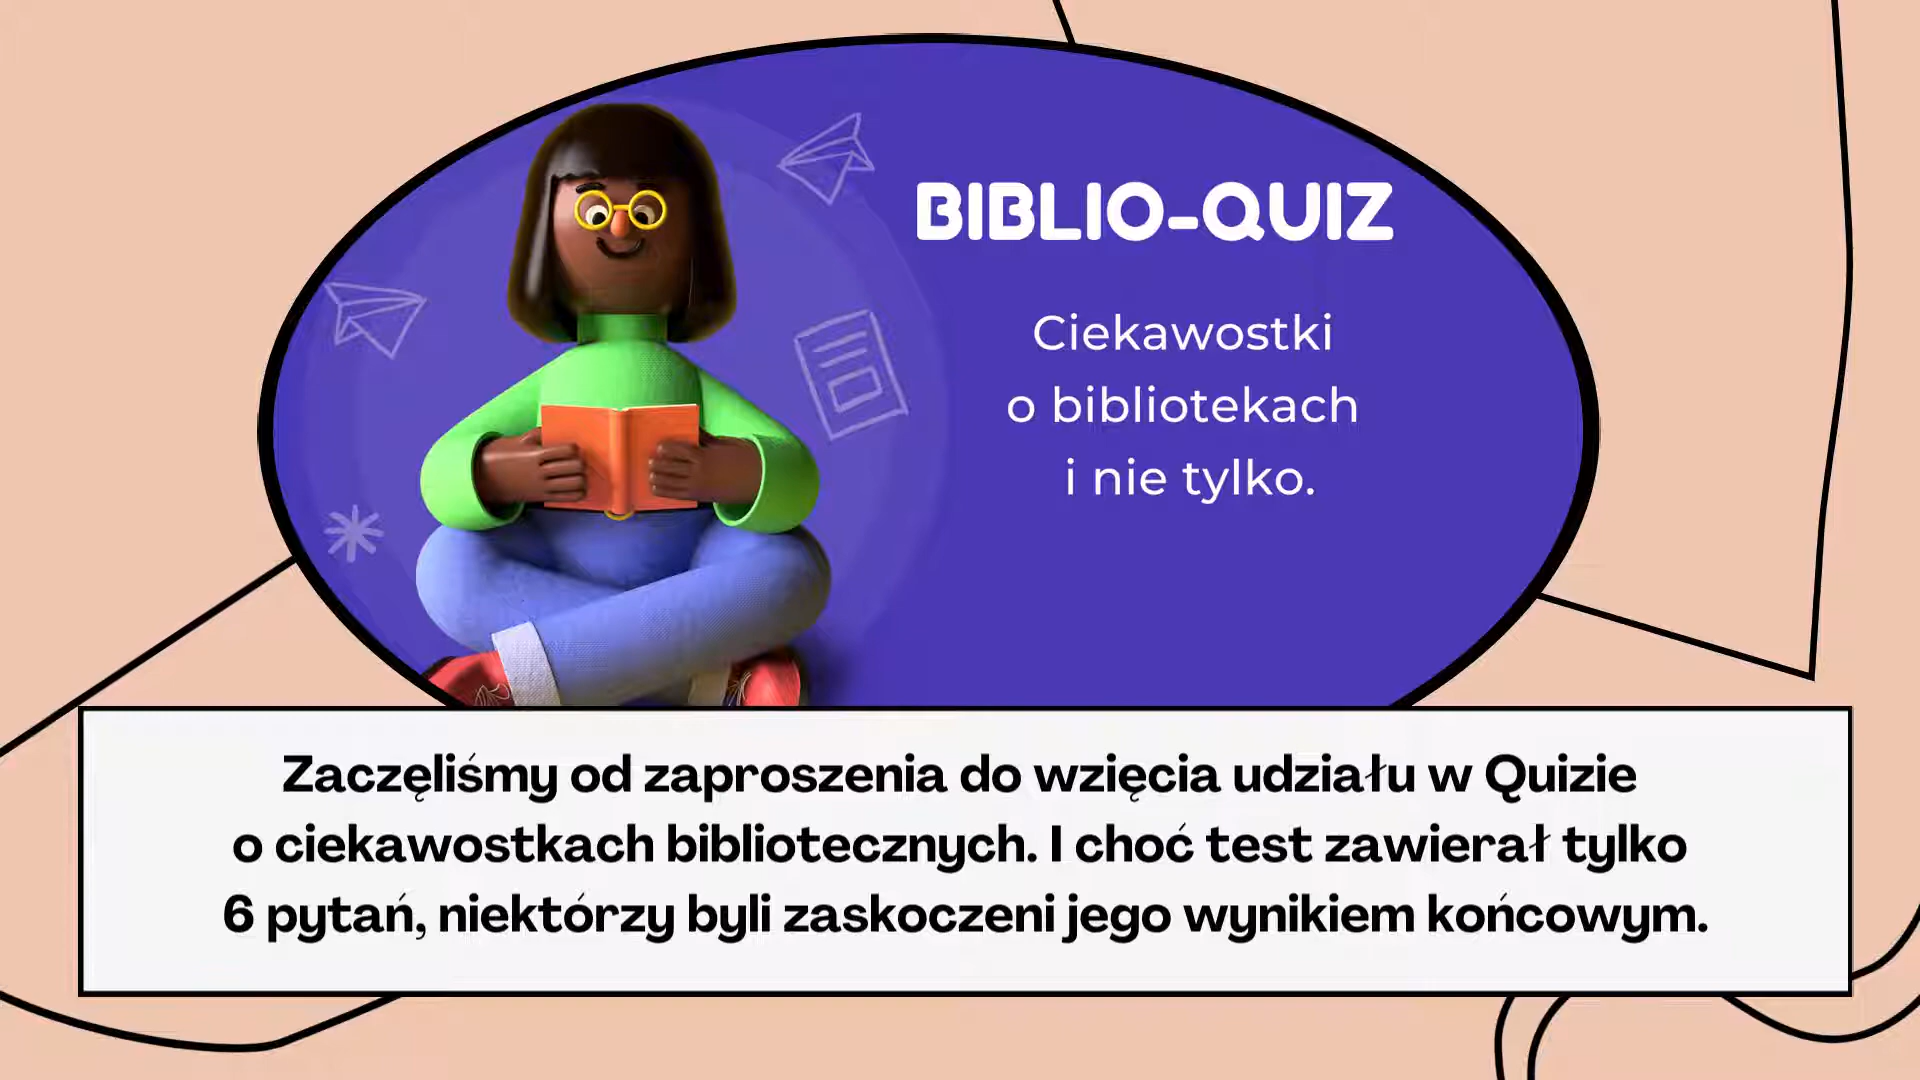 BIBLIO-QUIZ
Ciekawostki
o bibliotekach
i nie tylko.
Zaczęliśmy od zaproszenia do wzięcia udziału w Quizie
o ciekawostkach bibliotecznych. I choć test zawierał tylko
6 pytań, niektórzy byli zaskoczeni jego wynikiem końcowym.